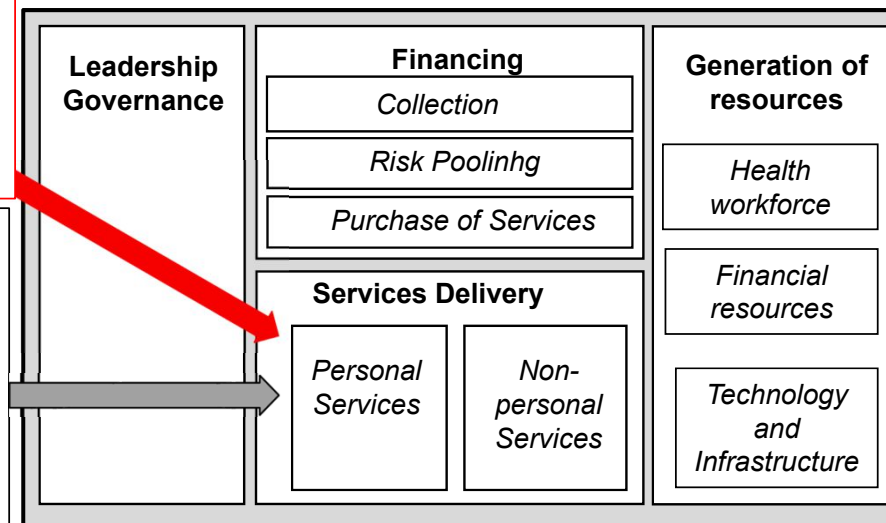 Leadership
Governance
Financing
Collection
Risk Poolinhg
Purchase of Services
Services Delivery
Personal
Services
Non-
personal
Services
Generation of
resources
Health
workforce
Financial
resources
Technology
and
Infrastructure